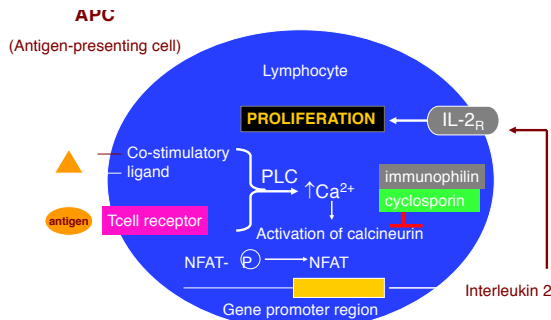 APC
(Antigen-presenting cell)
Lymphocyte
PROLIFERATION
IL-2R
Co-stimulatory
ligand
PLC
↑Ca2+
immunophilin
cyclosporin
antigen
Tcell receptor
Activation of calcineurin
NFAT- P NFAT
Interleukin 2
Gene promoter region